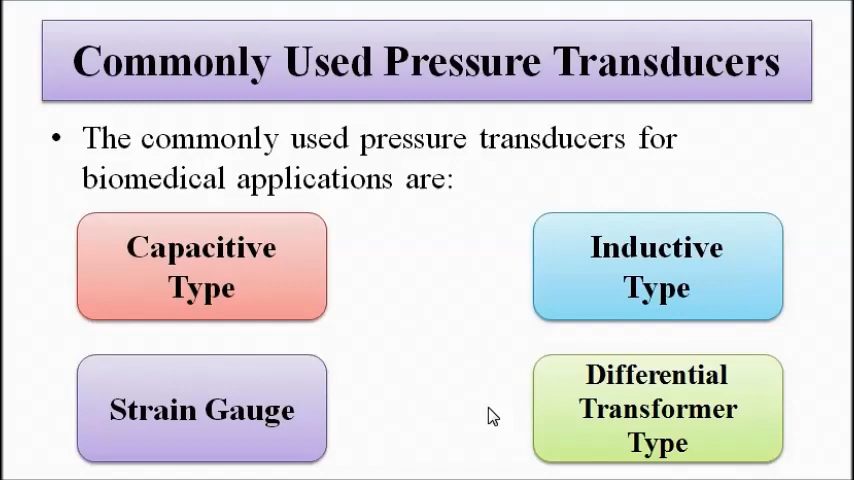 Commonly Used Pressure Transducers
• The commonly used pressure transducers for
biomedical applications are:
Capacitive
Type
Inductive
Type
Strain Gauge
Differential
Transformer
Type